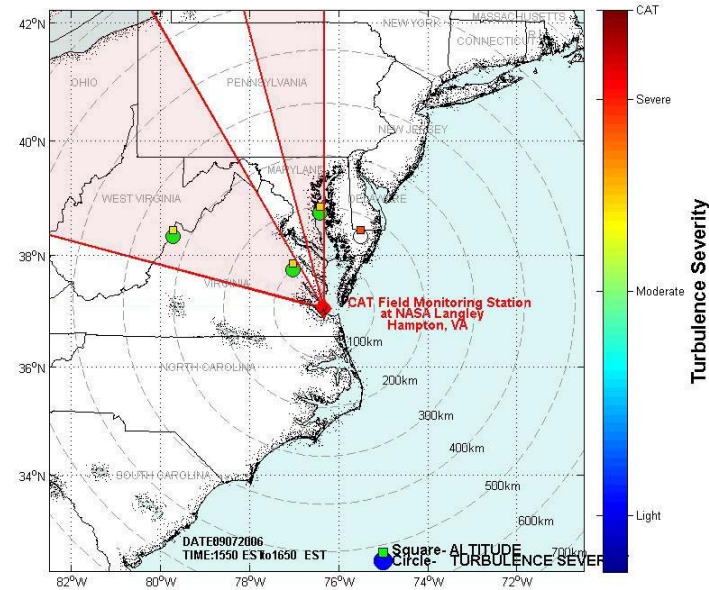 42°N
NEW YORK
MASSACHUSETTS
CAT
CONNECTICUT
OHIO
PENNSYLVANIA
Severe
40°N
NEW JERSEY
MARYLAND
WEST VIRGINIA
DELAWARE
38°N
VIRGINIA
Moderate
CAT Field Monitoring Station
at NASA Langley
Hampton, VA
100km
36°N
NORTH CAROLINA
200km
300km
400km
34°N
SOUTH CAROLINA
500km
600km
Light
DATE09072006
TIME:1550 ESTto1650 EST
Square- ALTITUDE
Circle- TURBULENCE SEVER
700km
82°W
80°W
78°W
76°W
74°W
72°W
Turbulence Severity